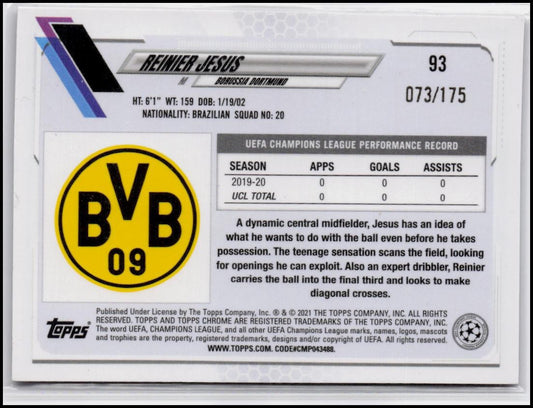 REINIER JESUS
93
M
BORUSSIA DORTMUND
073/175
HT: 6'1" WT: 159 DOB: 1/19/02
NATIONALITY: BRAZILIAN SQUAD NO: 20
UEFA CHAMPIONS LEAGUE PERFORMANCE RECORD
SEASON APPS GOALS ASSISTS
2019-20 0 0 0
UCL TOTAL 0 0 0
BVB
09
A dynamic central midfielder, Jesus has an idea of
what he wants to do with the ball even before he takes
possession. The teenage sensation scans the field, looking
for openings he can exploit. Also an expert dribbler, Reinier
carries the ball into the final third and looks to make
diagonal crosses.
Topps
Published Under License by The Topps Company, Inc. ® & © 2021 THE TOPPS COMPANY, INC. ALL RIGHTS
RESERVED. TOPPS AND TOPPS CHROME ARE REGISTERED TRADEMARKS OF THE TOPPS COMPANY, INC.
The word UEFA, CHAMPIONS LEAGUE, and all other UEFA Champions League marks, names, logos, mascots
and trophies are the property, registered trademarks, designs and/or copyright of UEFA. All rights reserved.
WWW.TOPPS.COM. CODE#CMP043488.